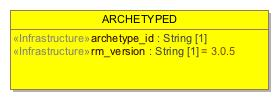 ARCHETYPED
«Infrastructure» archetype_id : String [1]
«Infrastructure» rm_version : String [1] = 3.0.5